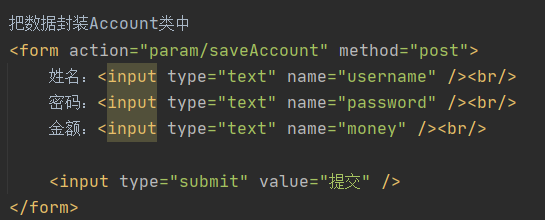 把数据封装Account类中
<form action="param/saveAccount" method="post">
姓名：<input type="text" name="username" /><br/>
密码：<input type="text" name="password" /><br/>
金额：<input type="text" name="money" /><br/>
<input type="submit" value="提交" />
</form>